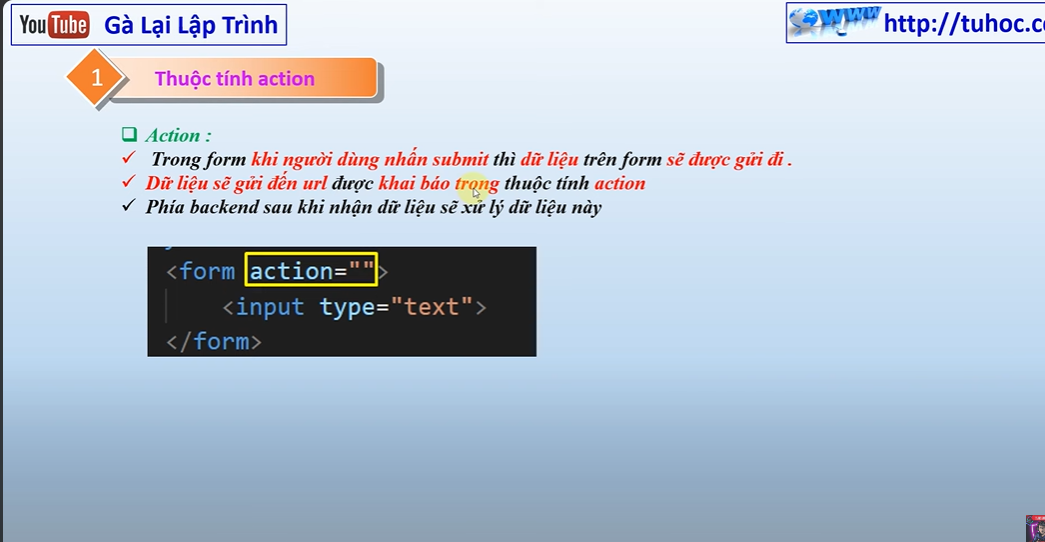 YouTube Gà Lại Lập Trình
http://tuhoc.c
1 Thuộc tính action
Action :
Trong form khi người dùng nhấn submit thì dữ liệu trên form sẽ được gửi đi .
Dữ liệu sẽ gửi đến url được khai báo trong thuộc tính action
Phía backend sau khi nhận dữ liệu sẽ xử lý dữ liệu này
<form action="">
<input type="text">
</form>